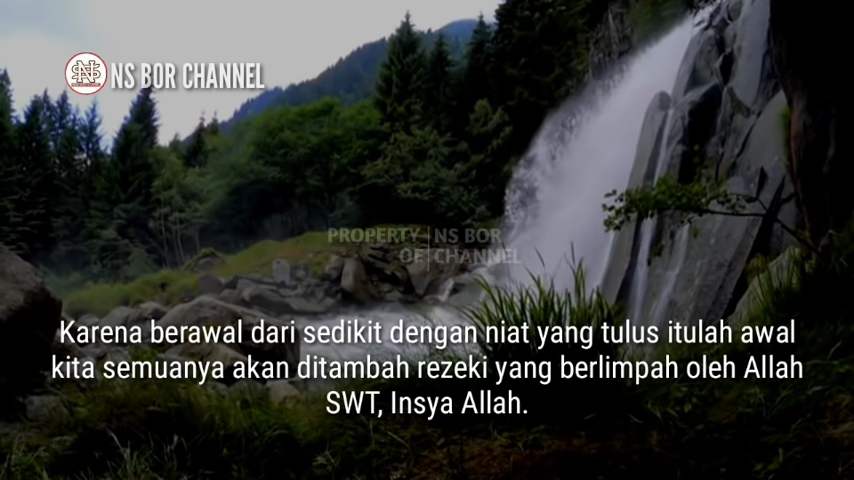 NS BOR CHANNEL
PROPERTY OF NS BOR CHANNEL
Karena berawal dari sedikit dengan niat yang tulus itulah awal
kita semuanya akan ditambah rezeki yang berlimpah oleh Allah
SWT, Insya Allah.